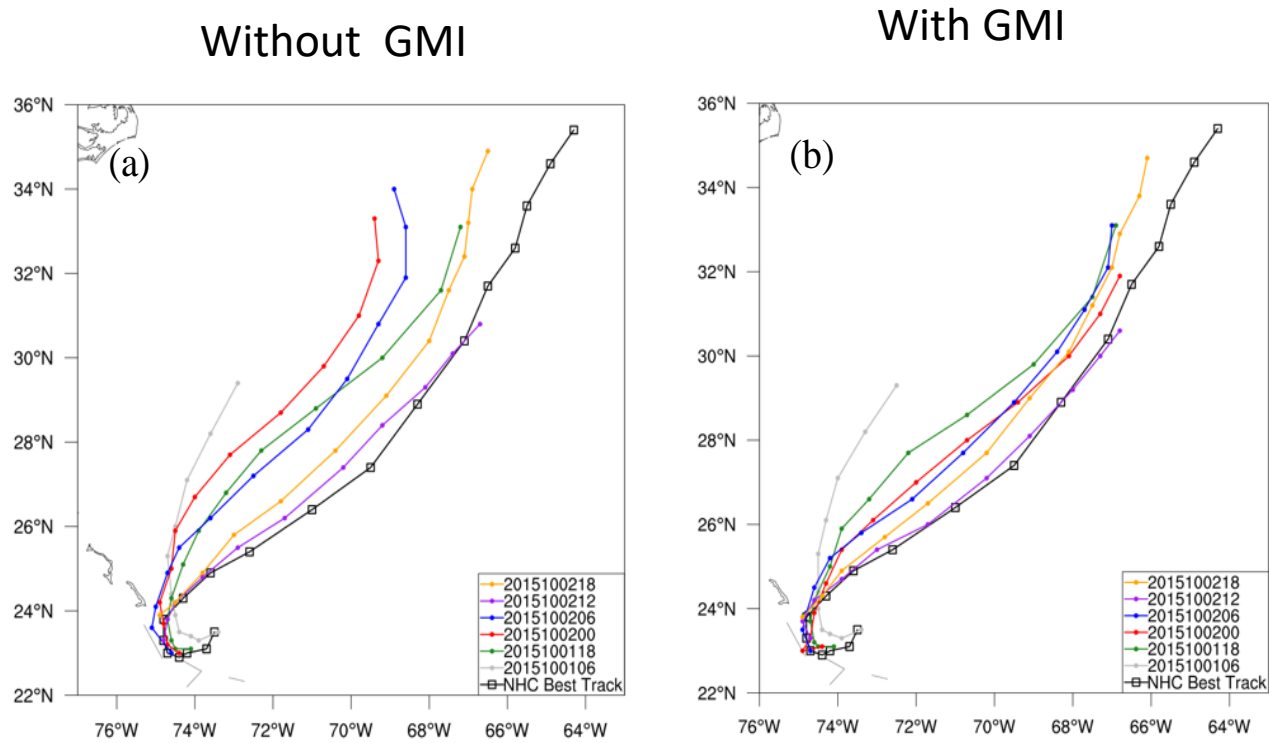 Without GMI
With GMI
36°N
34°N
32°N
30°N
28°N
26°N
24°N
22°N
(a)
2015100218
2015100212
2015100206
2015100200
2015100118
2015100106
NHC Best Track
76°W 74°W 72°W 70°W 68°W 66°W 64°W
36°N
34°N
32°N
30°N
28°N
26°N
24°N
22°N
(b)
2015100218
2015100212
2015100206
2015100200
2015100118
2015100106
NHC Best Track
76°W 74°W 72°W 70°W 68°W 66°W 64°W